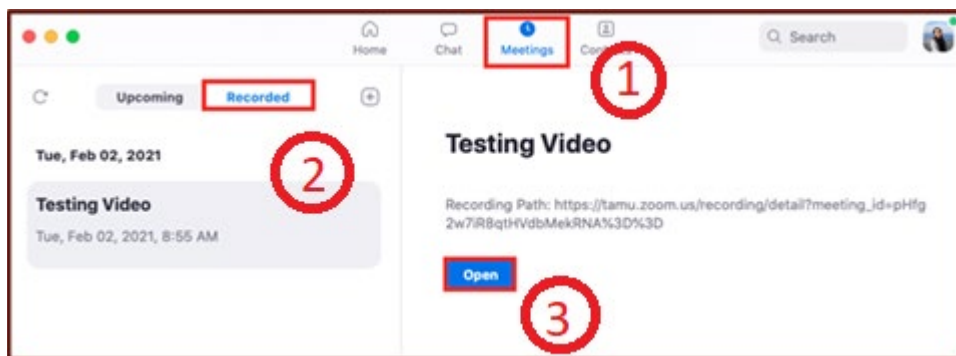 Home Chat Meetings Search
1
Upcoming Recorded
2
Tue, Feb 02, 2021
Testing Video
Tue, Feb 02, 2021, 8:55 AM
Testing Video
Recording Path: https://tamu.zoom.us/recording/detail?meeting_id=pHfg
2w7iR8qtHVdbMekRNA%3D%3D
Open
3